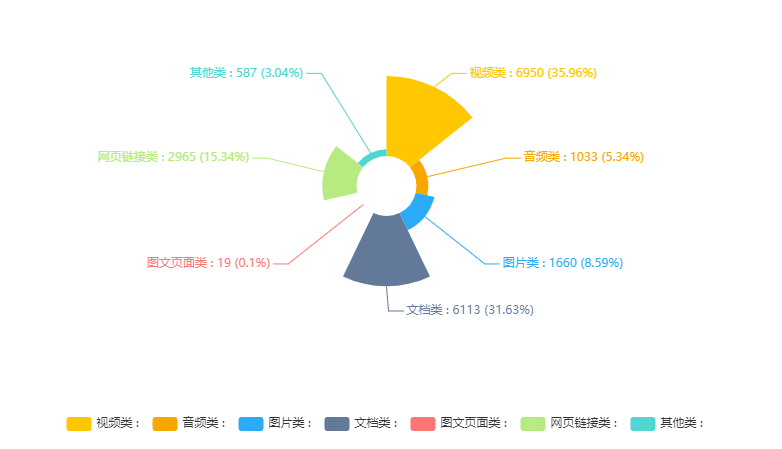 其他类 : 587 (3.04%)
视频类 : 6950 (35.96%)
网页链接类 : 2965 (15.34%)
音频类 : 1033 (5.34%)
图文页面类 : 19 (0.1%)
图片类 : 1660 (8.59%)
文档类 : 6113 (31.63%)
视频类 : 音频类 : 图片类 : 文档类 : 图文页面类 : 网页链接类 : 其他类 :